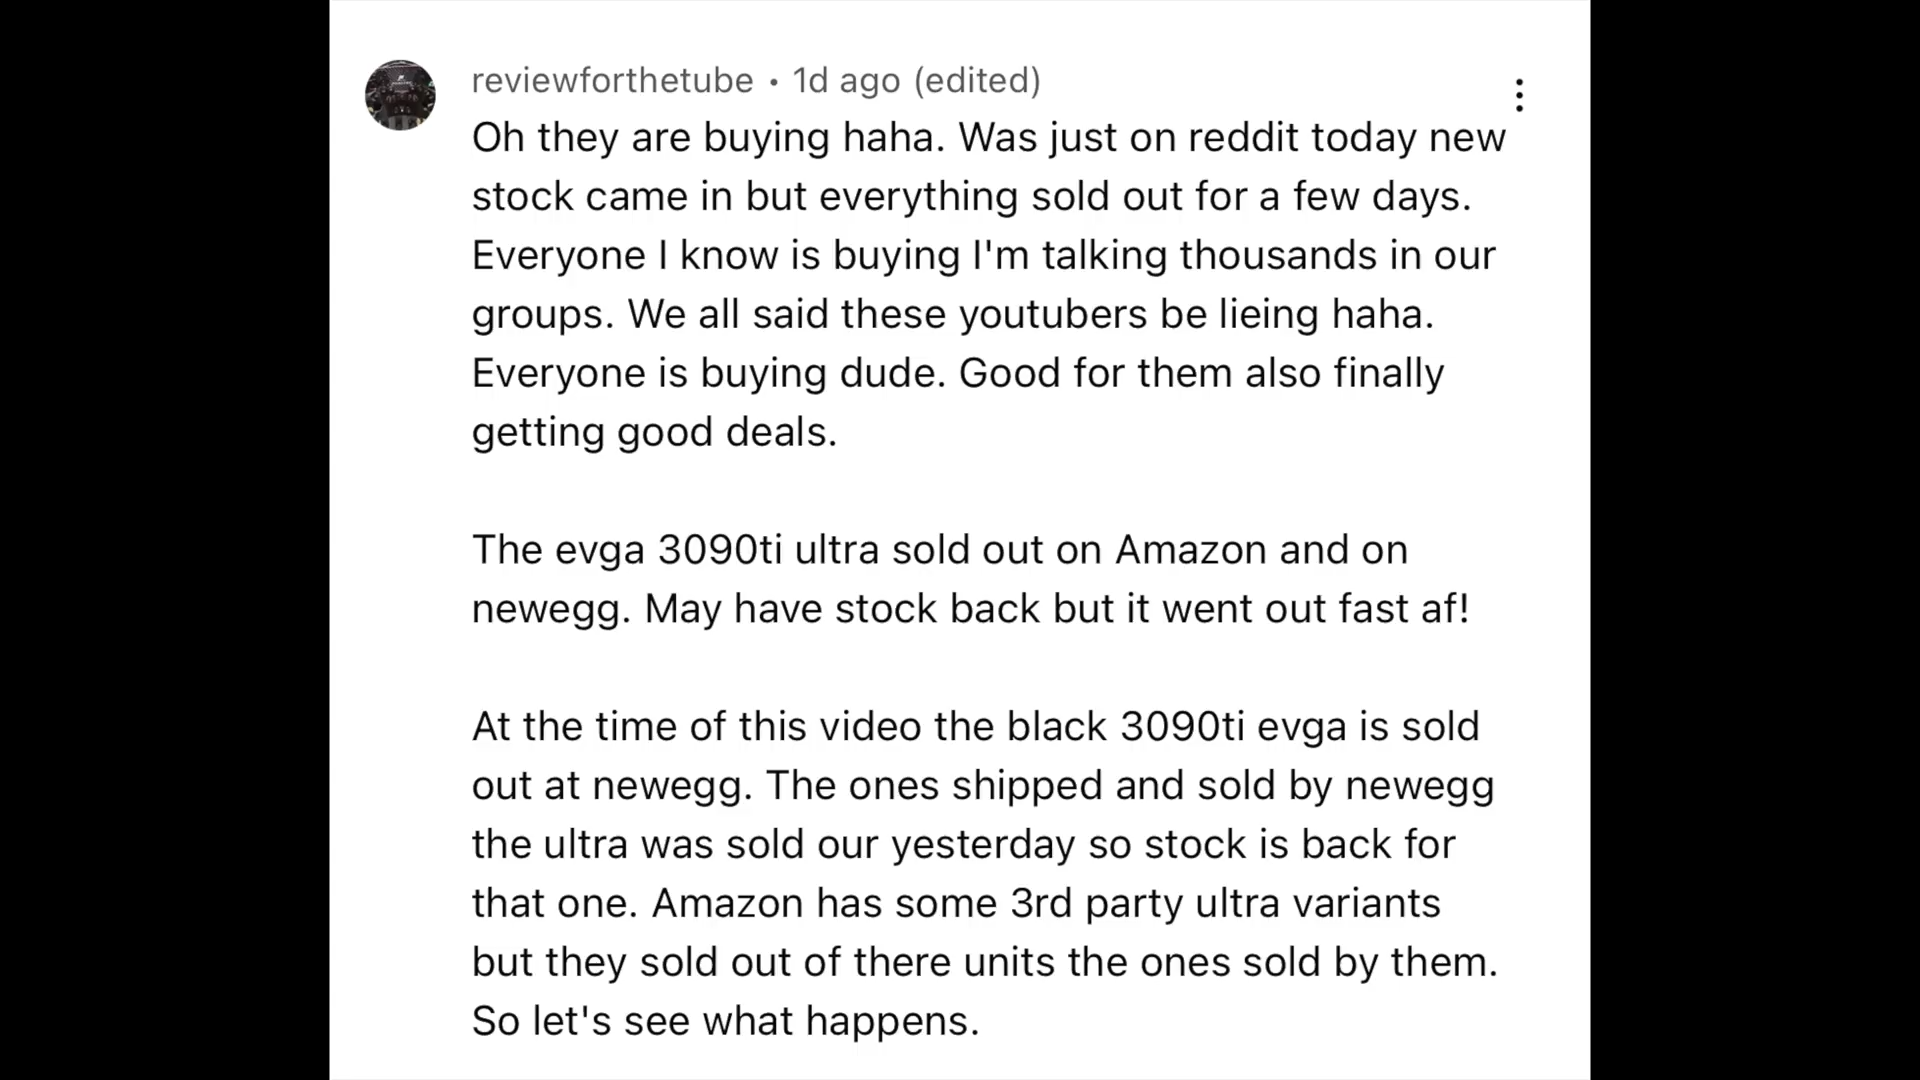 reviewforthetube • 1d ago (edited)
Oh they are buying haha. Was just on reddit today new
stock came in but everything sold out for a few days.
Everyone I know is buying I'm talking thousands in our
groups. We all said these youtubers be lieing haha.
Everyone is buying dude. Good for them also finally
getting good deals.
The evga 3090ti ultra sold out on Amazon and on
newegg. May have stock back but it went out fast af!
At the time of this video the black 3090ti evga is sold
out at newegg. The ones shipped and sold by newegg
the ultra was sold our yesterday so stock is back for
that one. Amazon has some 3rd party ultra variants
but they sold out of there units the ones sold by them.
So let's see what happens.